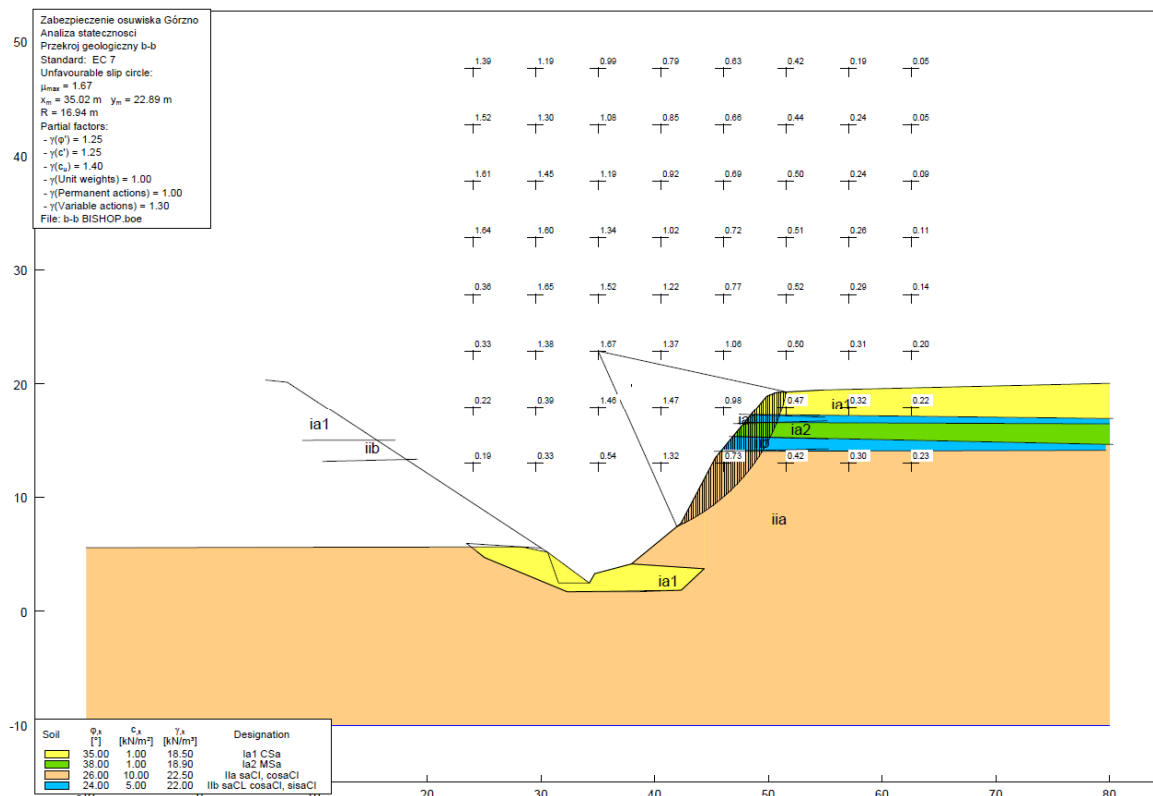 Zabezpieczenie osuwiska Górzno
Analiza statecznosci
Przekroj geologiczny b-b
Standard: EC 7
Unfavourable slip circle:
μmax = 1.67
xm = 35.02 m ym = 22.89 m
R = 16.94 m
Partial factors:
- γ(φ') = 1.25
- γ(c') = 1.25
- γ(cu) = 1.40
- γ(Unit weights) = 1.00
- γ(Permanent actions) = 1.00
- γ(Variable actions) = 1.30
File: b-b BISHOP.boe
50
1.39 1.19 0.99 0.79 0.63 0.42 0.19 0.05
1.52 1.30 1.08 0.85 0.66 0.44 0.24 0.05
40
1.61 1.45 1.19 0.92 0.69 0.50 0.24 0.09
1.64 1.60 1.34 1.02 0.72 0.51 0.26 0.11
30
0.36 1.65 1.52 1.22 0.77 0.52 0.29 0.14
0.33 1.38 1.67 1.37 1.06 0.50 0.31 0.20
20
0.22 0.39 1.46 1.47 0.98 0.47 0.32 ia1 0.22
ia1
ia2
iib
0.19 0.33 0.54 1.32 0.73 0.42 0.30 0.23
10
iia
ia1
0
-10
Soil φ,k c,k γ,k Designation
[°] [kN/m²] [kN/m³]
35.00 1.00 18.50 Ia1 CSa
38.00 1.00 18.90 Ia2 MSa
26.00 10.00 22.50 IIa saCl, cosaCl
24.00 5.00 22.00 IIb saCL cosaCl, sisaCl
20 30 40 50 60 70 80